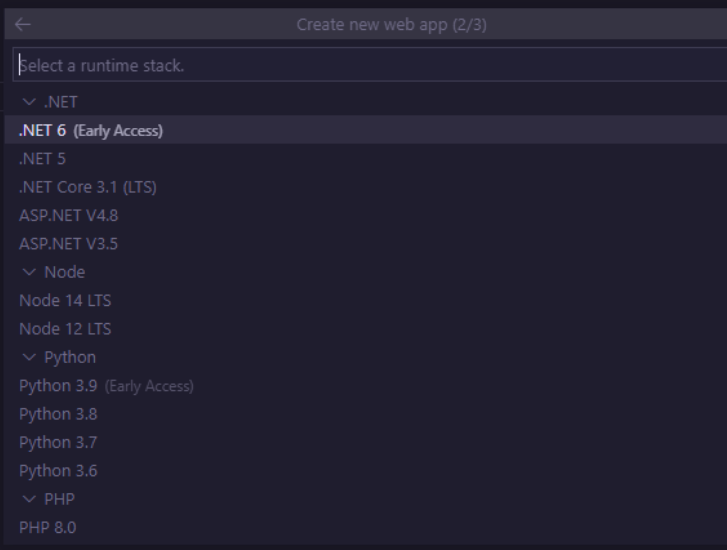 Create new web app (2/3)
Select a runtime stack.
.NET
.NET 6 (Early Access)
.NET 5
.NET Core 3.1 (LTS)
ASP.NET V4.8
ASP.NET V3.5
Node
Node 14 LTS
Node 12 LTS
Python
Python 3.9 (Early Access)
Python 3.8
Python 3.7
Python 3.6
PHP
PHP 8.0